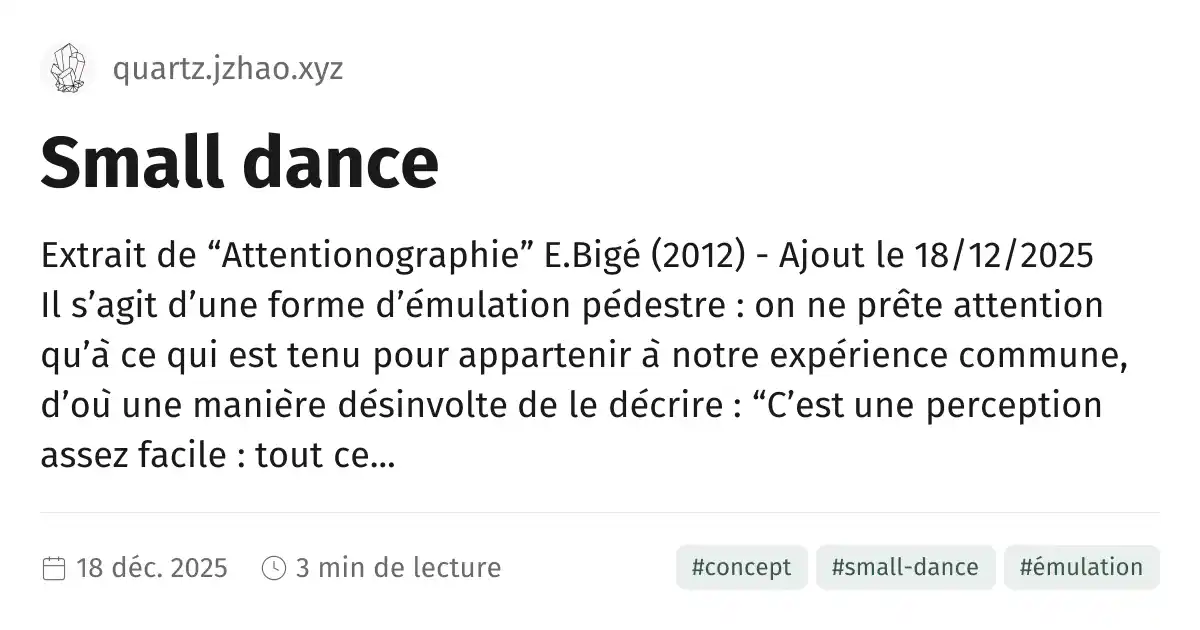 quartz.jzhao.xyz
Small dance
Extrait de “Attentionographie” E.Bigé (2012) - Ajout le 18/12/2025
Il s’agit d’une forme d’émulation pédestre : on ne prête attention
qu’à ce qui est tenu pour appartenir à notre expérience commune,
d’où une manière désinvolte de le décrire : “C’est une perception
assez facile : tout ce...
18 déc. 2025 3 min de lecture #concept #small-dance #émulation